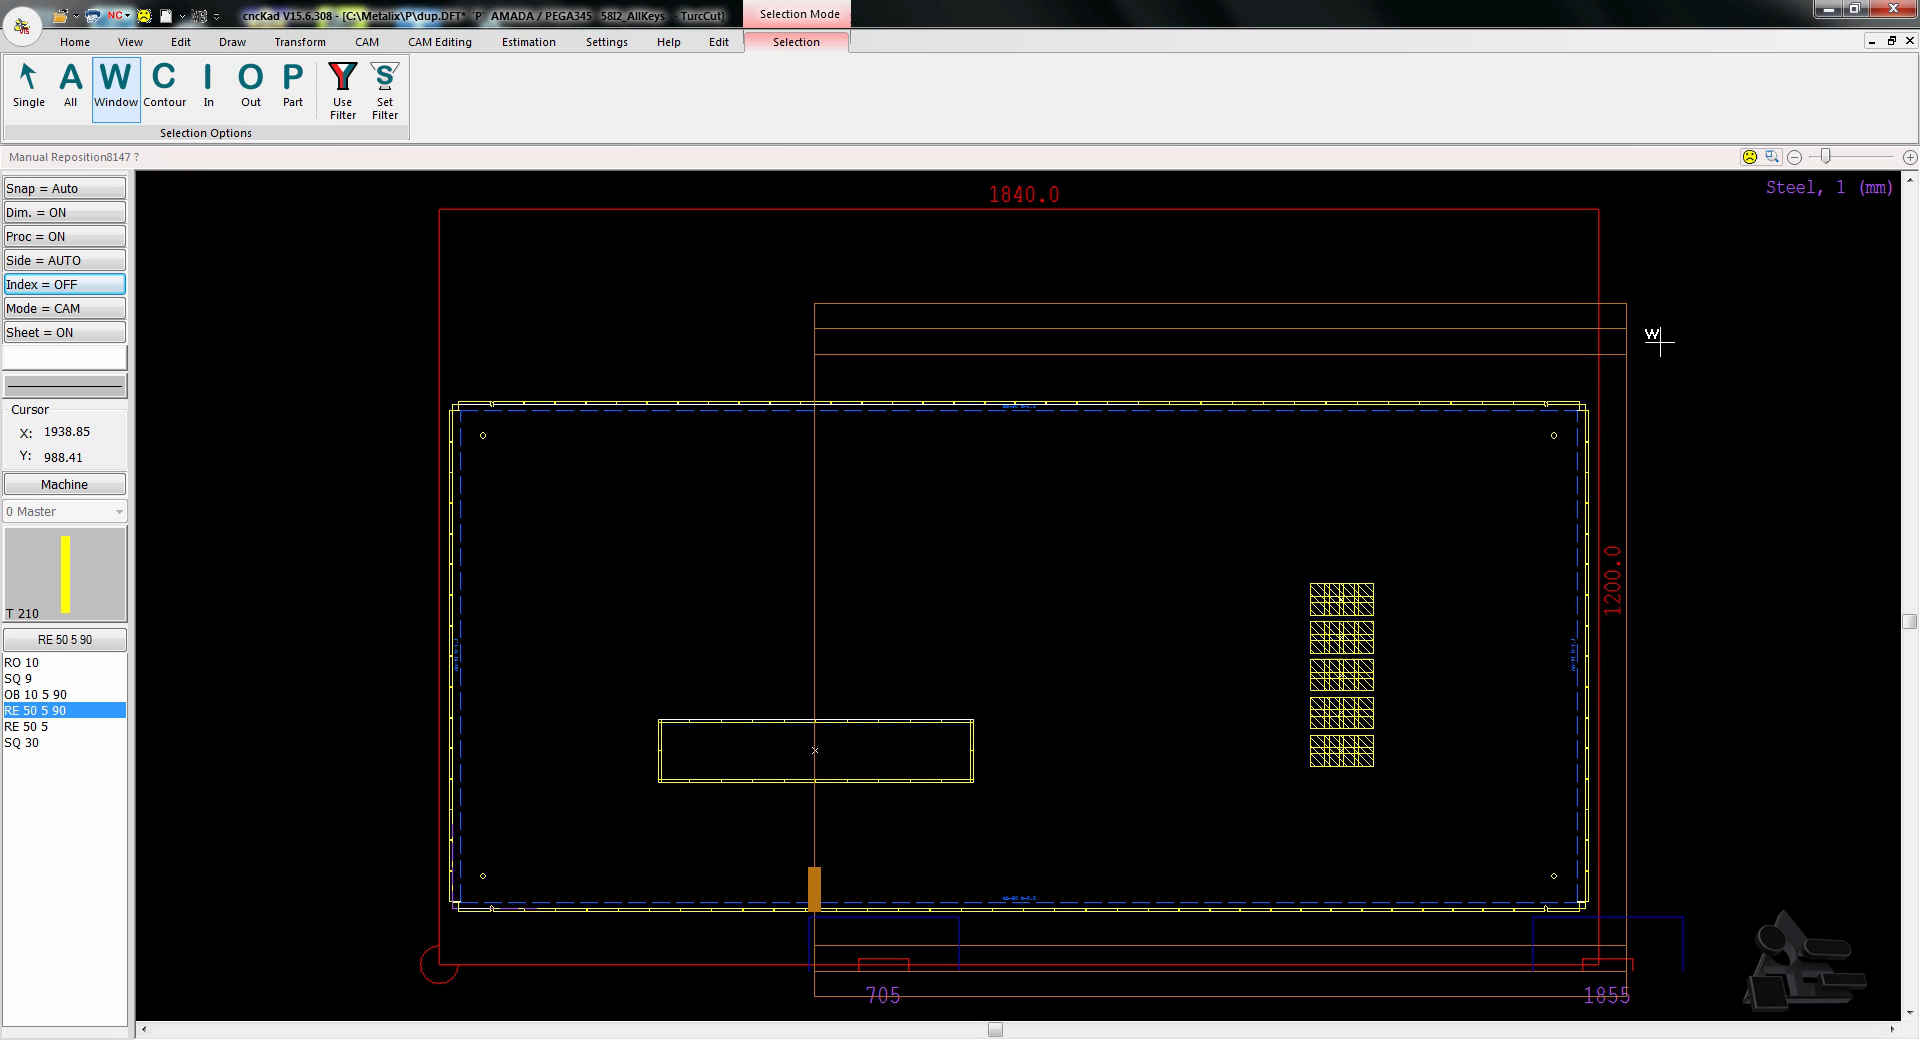 NC
cncKad V15.6.308 - [C:\Metalix\P\dup.DFT* 'P' AMADA / PEGA345 58I2_AllKeys - TurcCut]
Selection Mode
Home View Edit Draw Transform CAM CAM Editing Estimation Settings Help Edit Selection
A W C I O P Y S
Single All Window Contour In Out Part Use Filter Set Filter
Selection Options
Manual Reposition8147 ?
Snap = Auto
Dim. = ON
Proc = ON
Side = AUTO
Index = OFF
Mode = CAM
Sheet = ON
Cursor
X: 1938.85
Y: 988.41
Machine
0 Master
T 210
RE 50 5 90
RO 10
SQ 9
OB 10 5 90
RE 50 5 90
RE 50 5
SQ 30
Steel, 1 (mm)
1840.0
W
1200.0
705
1855